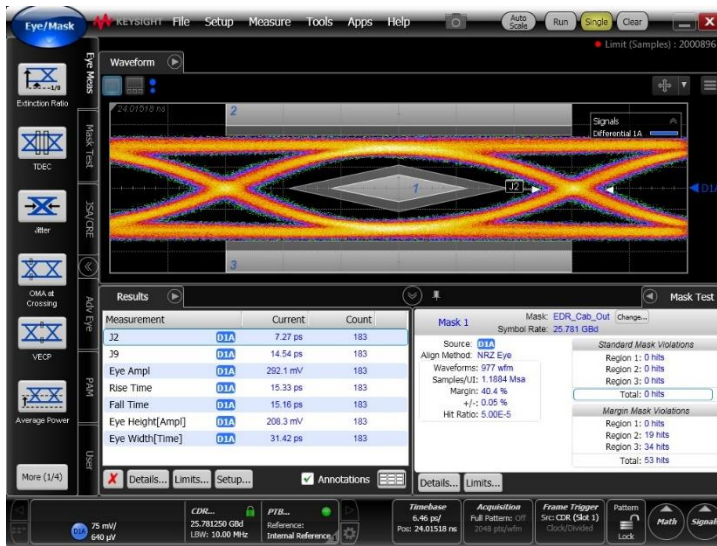 Eye/Mask
KEYSIGHT File Setup Measure Tools Apps Help
Auto Scale Run Single Clear
Limit (Samples) : 2000896
Waveform
24.01518 ns
2
Signals
Differential 1A
1
J2
D1A
3
Extinction Ratio
TDEC
Jitter
OMA at Crossing
VECP
Average Power
More (1/4)
Eye Meas
Mask Test
JSA/CRE
Adv Eye
PAM
User
Results
Measurement Current Count
J2 D1A 7.27 ps 183
J9 D1A 14.54 ps 183
Eye Ampl D1A 292.1 mV 183
Rise Time D1A 15.33 ps 183
Fall Time D1A 15.16 ps 183
Eye Height[Ampl] D1A 208.3 mV 183
Eye Width[Time] D1A 31.42 ps 183
Details... Limits... Setup... Annotations
Mask Test
Mask 1
Mask: EDR_Cab_Out Change...
Symbol Rate: 25.781 GBd
Source: D1A
Align Method: NRZ Eye
Waveforms: 977 wfm
Samples/UI: 1.1884 Msa
Margin: 40.4 %
+/-: 0.05 %
Hit Ratio: 5.00E-5
Standard Mask Violations
Region 1: 0 hits
Region 2: 0 hits
Region 3: 0 hits
Total: 0 hits
Margin Mask Violations
Region 1: 0 hits
Region 2: 19 hits
Region 3: 34 hits
Total: 53 hits
Details... Limits...
D1A
75 mV/
640 µV
CDR...
25.781250 GBd
LBW: 10.00 MHz
PTB...
Reference:
Internal Reference
Timebase
6.46 ps/
Pos: 24.01518 ns
Acquisition
Full Pattern: Off
2048 pts/wfm
Frame Trigger
Src: CDR (Slot 1)
Clock/Divided
Pattern
Lock
Math
Signals